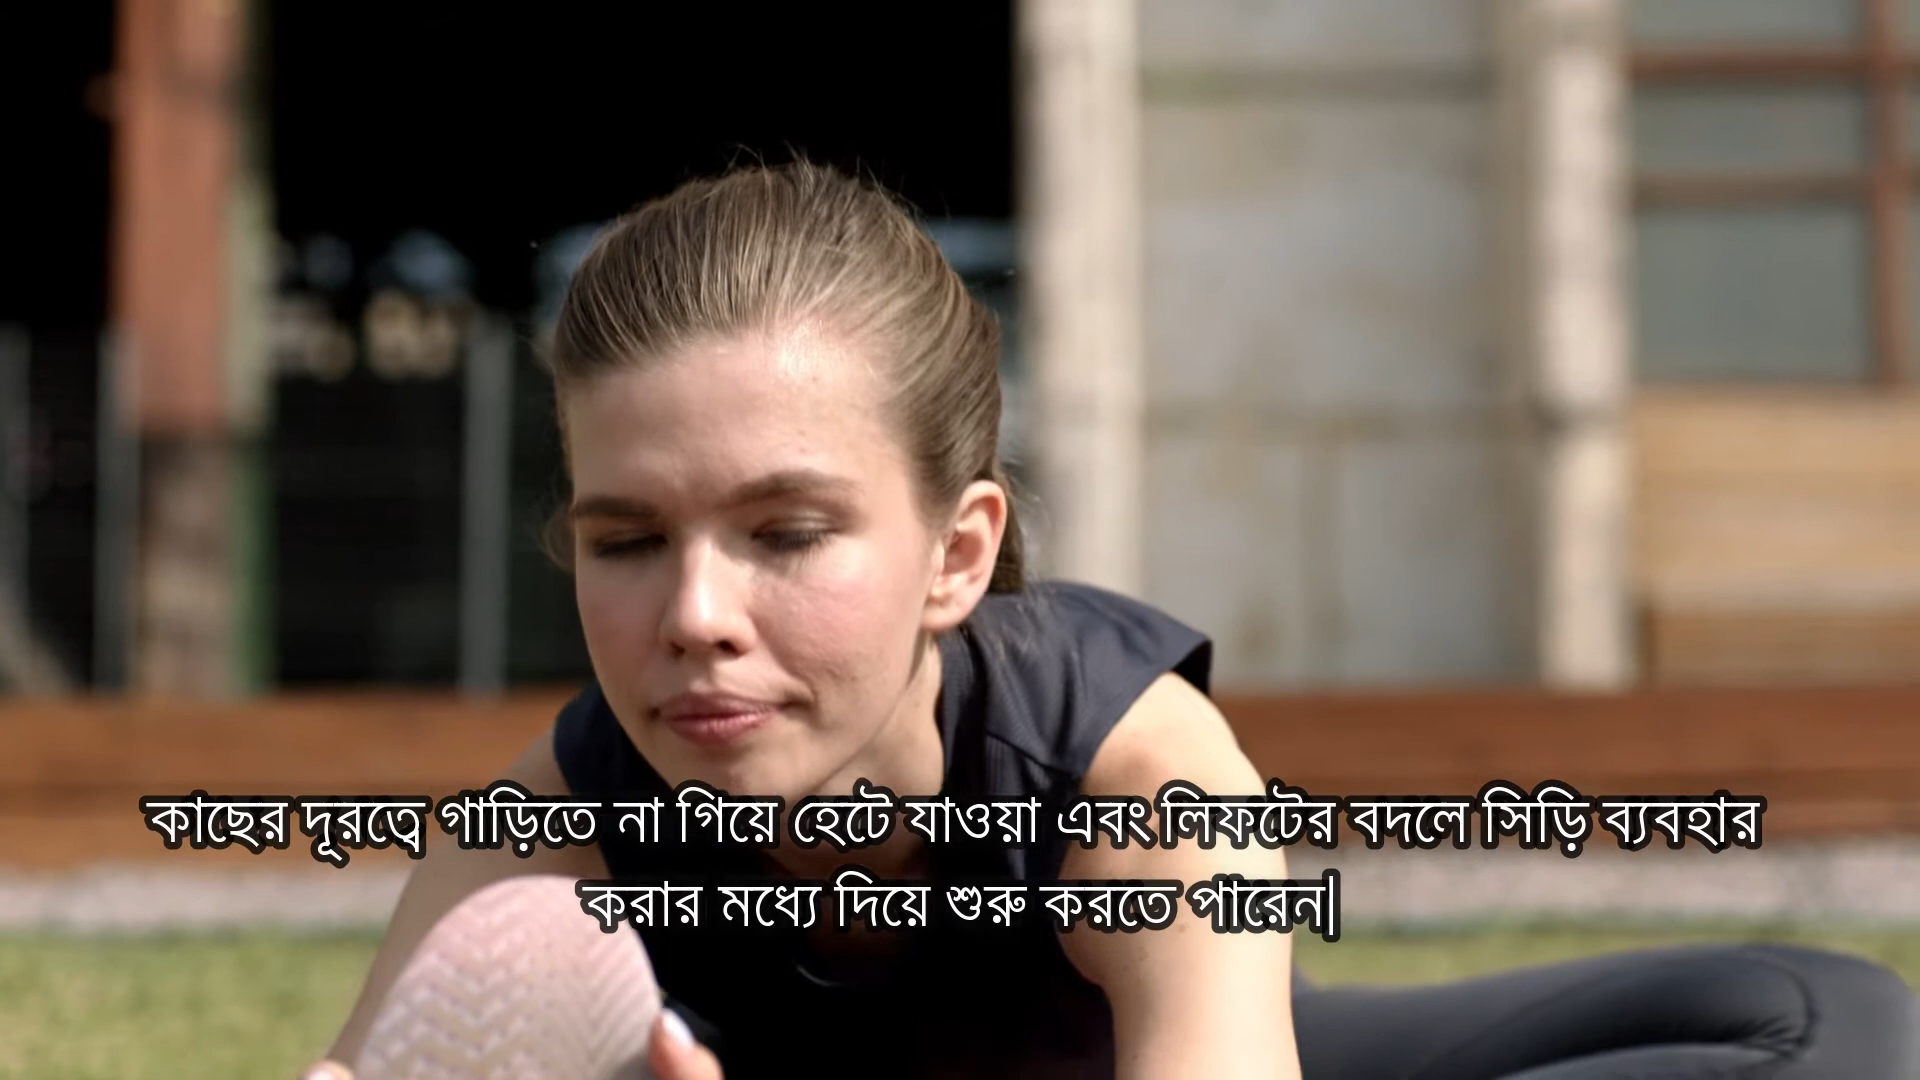 কাছের দূরত্বে গাড়িতে না গিয়ে হেটে যাওয়া এবং লিফটের বদলে সিড়ি ব্যবহার
করার মধ্যে দিয়ে শুরু করতে পারেন|